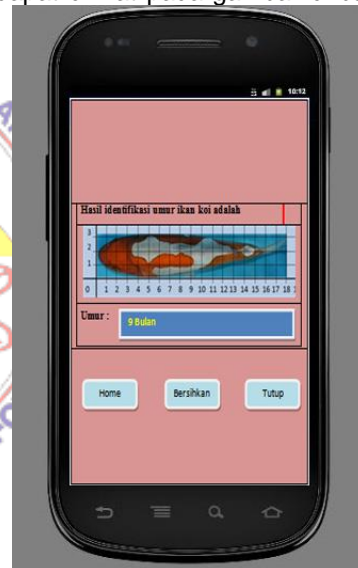 10:12
Hasil identifikasi umur ikan koi adalah
3
2
1
0 1 2 3 4 5 6 7 8 9 10 11 12 13 14 15 16 17 18
Umur : 9 Bulan
Home Bersihkan Tutup